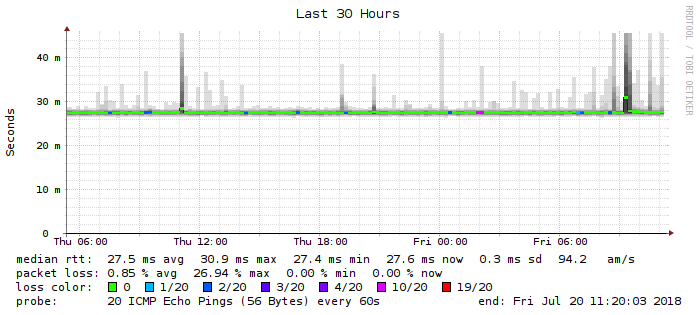 Last 30 Hours
RRDTOOL / TOBI OETIKER
Seconds
40 m
30 m
20 m
10 m
0
Thu 06:00 Thu 12:00 Thu 18:00 Fri 00:00 Fri 06:00
median rtt: 27.5 ms avg 30.9 ms max 27.4 ms min 27.6 ms now 0.3 ms sd 94.2 am/s
packet loss: 0.85 % avg 26.94 % max 0.00 % min 0.00 % now
loss color: 0 1/20 2/20 3/20 4/20 10/20 19/20
probe: 20 ICMP Echo Pings (56 Bytes) every 60s end: Fri Jul 20 11:20:03 2018